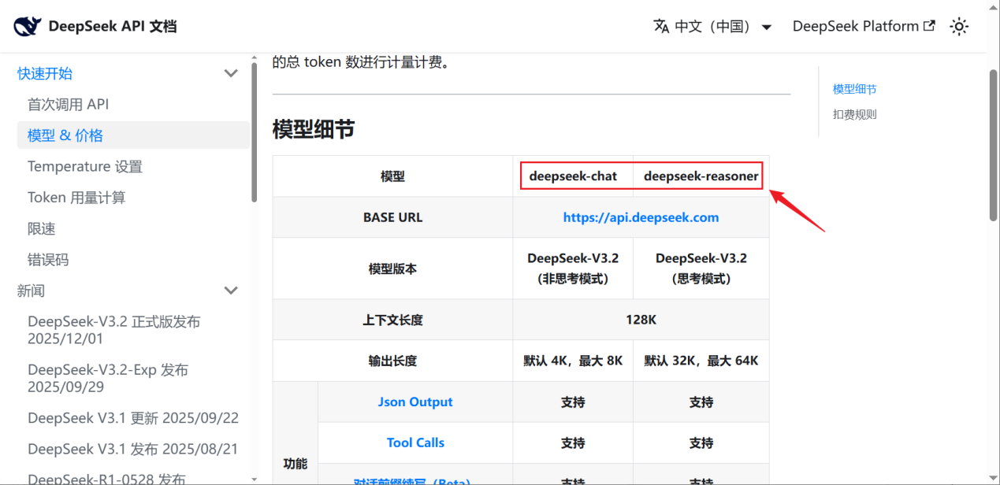 DeepSeek API 文档
中文（中国）
DeepSeek Platform
快速开始
首次调用 API
模型 & 价格
Temperature 设置
Token 用量计算
限速
错误码
新闻
DeepSeek-V3.2 正式版发布
2025/12/01
DeepSeek-V3.2-Exp 发布
2025/09/29
DeepSeek V3.1 更新 2025/09/22
DeepSeek V3.1 发布 2025/08/21
DeepSeek-R1-0528 发布
的总 token 数进行计量计费。
模型细节
模型 deepseek-chat deepseek-reasoner
BASE URL https://api.deepseek.com
模型版本 DeepSeek-V3.2 （非思考模式） DeepSeek-V3.2 （思考模式）
上下文长度 128K
输出长度 默认 4K，最大 8K 默认 32K，最大 64K
功能
Json Output 支持 支持
Tool Calls 支持 支持
对话前缀续写（Beta） 支持 支持
模型细节
扣费规则